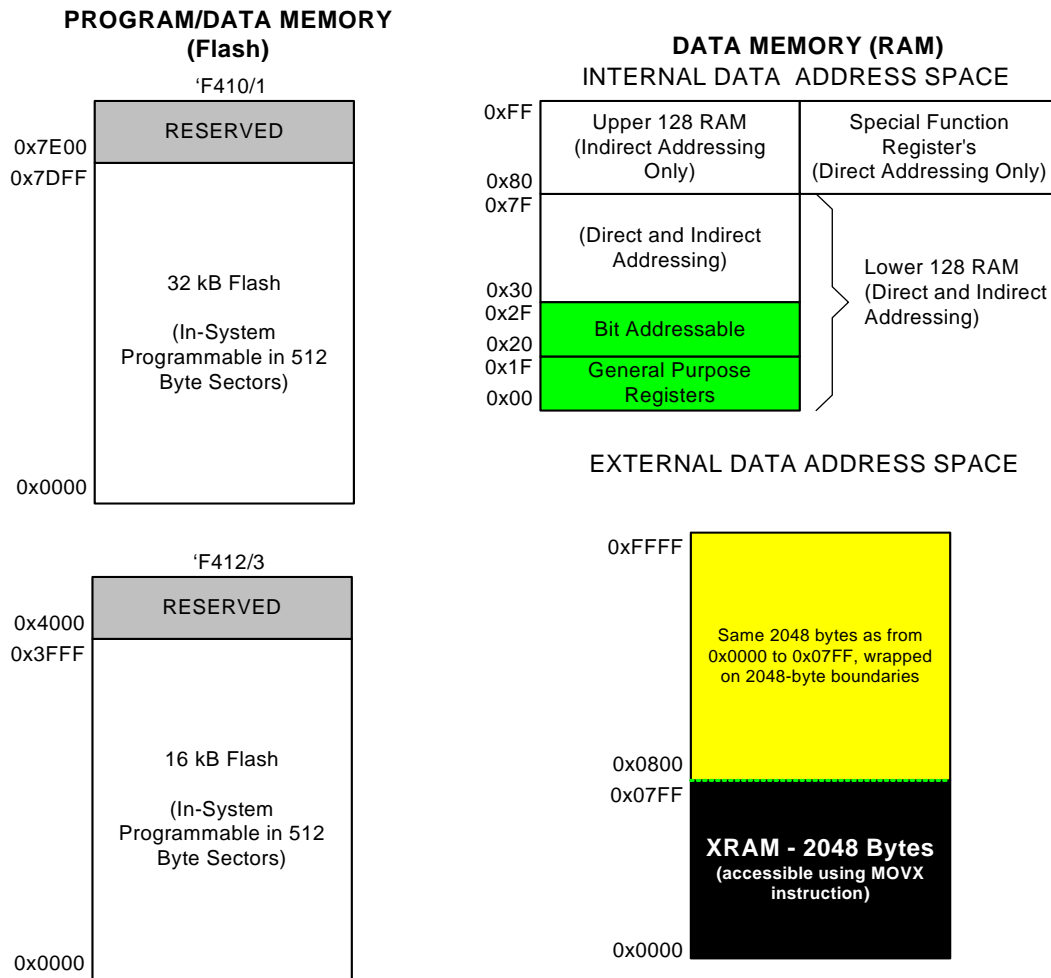 PROGRAM/DATA MEMORY
(Flash)
‘F410/1
RESERVED
0x7E00
0x7DFF
32 kB Flash
(In-System
Programmable in 512
Byte Sectors)
0x0000
‘F412/3
RESERVED
0x4000
0x3FFF
16 kB Flash
(In-System
Programmable in 512
Byte Sectors)
0x0000
DATA MEMORY (RAM)
INTERNAL DATA ADDRESS SPACE
0xFF
Upper 128 RAM
(Indirect Addressing
Only)
Special Function
Register's
(Direct Addressing Only)
0x80
0x7F
(Direct and Indirect
Addressing)
Lower 128 RAM
(Direct and Indirect
Addressing)
0x30
0x2F
Bit Addressable
0x20
0x1F
General Purpose
Registers
0x00
EXTERNAL DATA ADDRESS SPACE
0xFFFF
Same 2048 bytes as from
0x0000 to 0x07FF, wrapped
on 2048-byte boundaries
0x0800
0x07FF
XRAM - 2048 Bytes
(accessible using MOVX
instruction)
0x0000